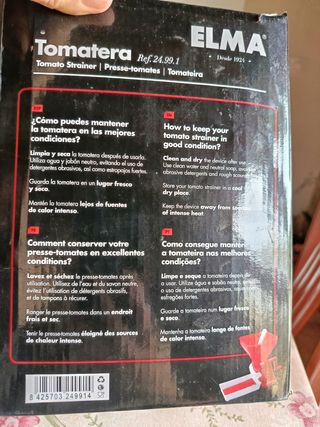 Tomatera Ref. 24.99.1
ELMA®
Desde 1924
Tomato Strainer | Presse-tomates | Tomateira
ESP
¿Cómo puedes mantener
la tomatera en las mejores
condiciones?
Limpia y seca la tomatera después de usarla.
Utiliza agua y jabón neutro, evitando el uso de
detergentes abrasivos, así como estropajos fuertes.
Guarda la tomatera en un lugar fresco
y seco.
Mantén la tomatera lejos de fuentes
de calor intenso.
EN
How to keep your
tomato strainer in
good condition?
Clean and dry the device after use.
Use clean water and neutral soap, avoid
abrasive detergents and rough scourers
Store your tomato strainer in a cool
dry place.
Keep the device away from sources
of intense heat
FR
Comment conserver votre
presse-tomates en excellentes
conditions?
Lavez et séchez le presse-tomates après
utilisation. Utilisez de l'eau et du savon neutre,
évitez l'utilisation de détergents abrasifs,
et de tampons à récurer.
Ranger le presse-tomates dans un endroit
frais et sec.
Tenir le presse-tomates éloigné des sources
de chaleur intense.
PT
Como consegue manter
a tomateira nas melhores
condições?
Limpe e seque a tomateira depois
de a usar. Utilize água e sabão neutro,
detergentes abrasivos, assim como
esfregões fortes.
Guarde a tomateira num lugar fresco
e seco.
Mantenha a tomateira longe de fontes
de calor intenso.
8 425703 249914